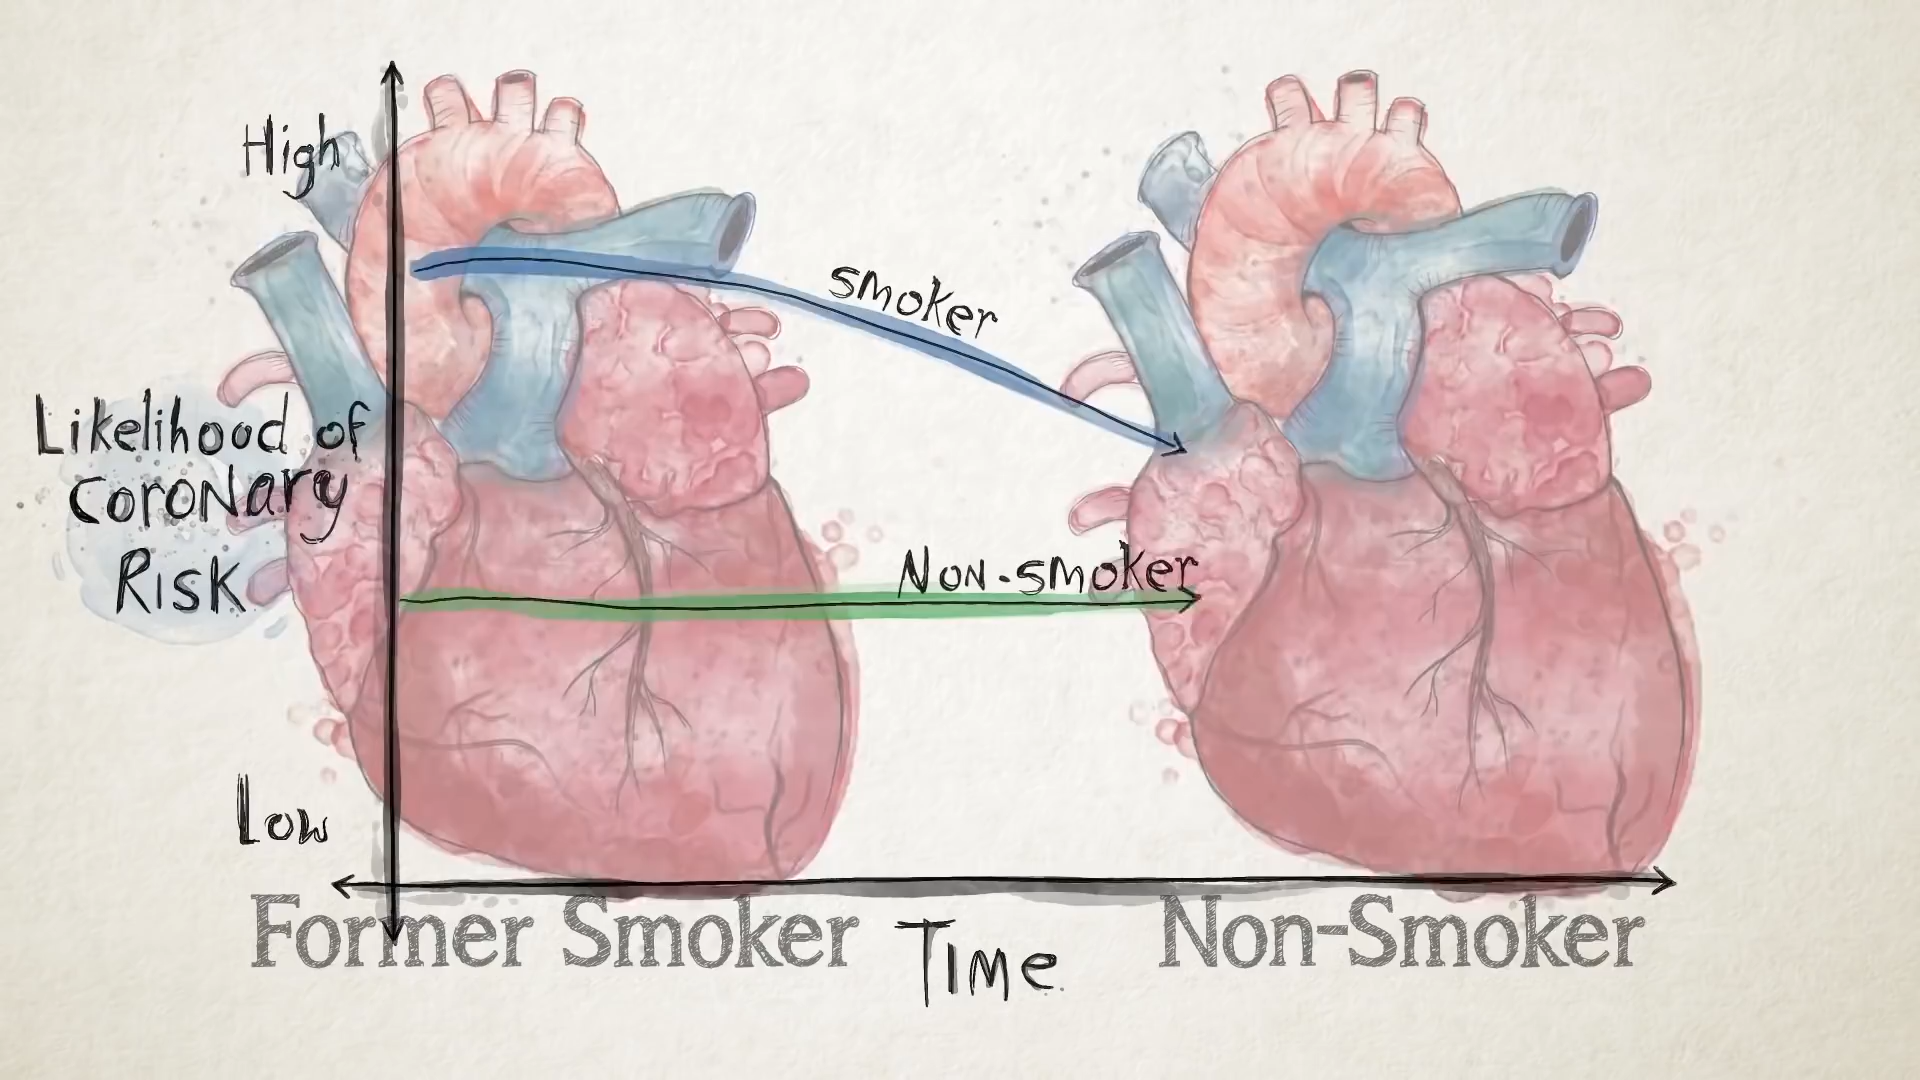 High
smoker
Likelihood of
coroNary
Risk
Non-smoker
Low
Former Smoker
Non-Smoker
Time